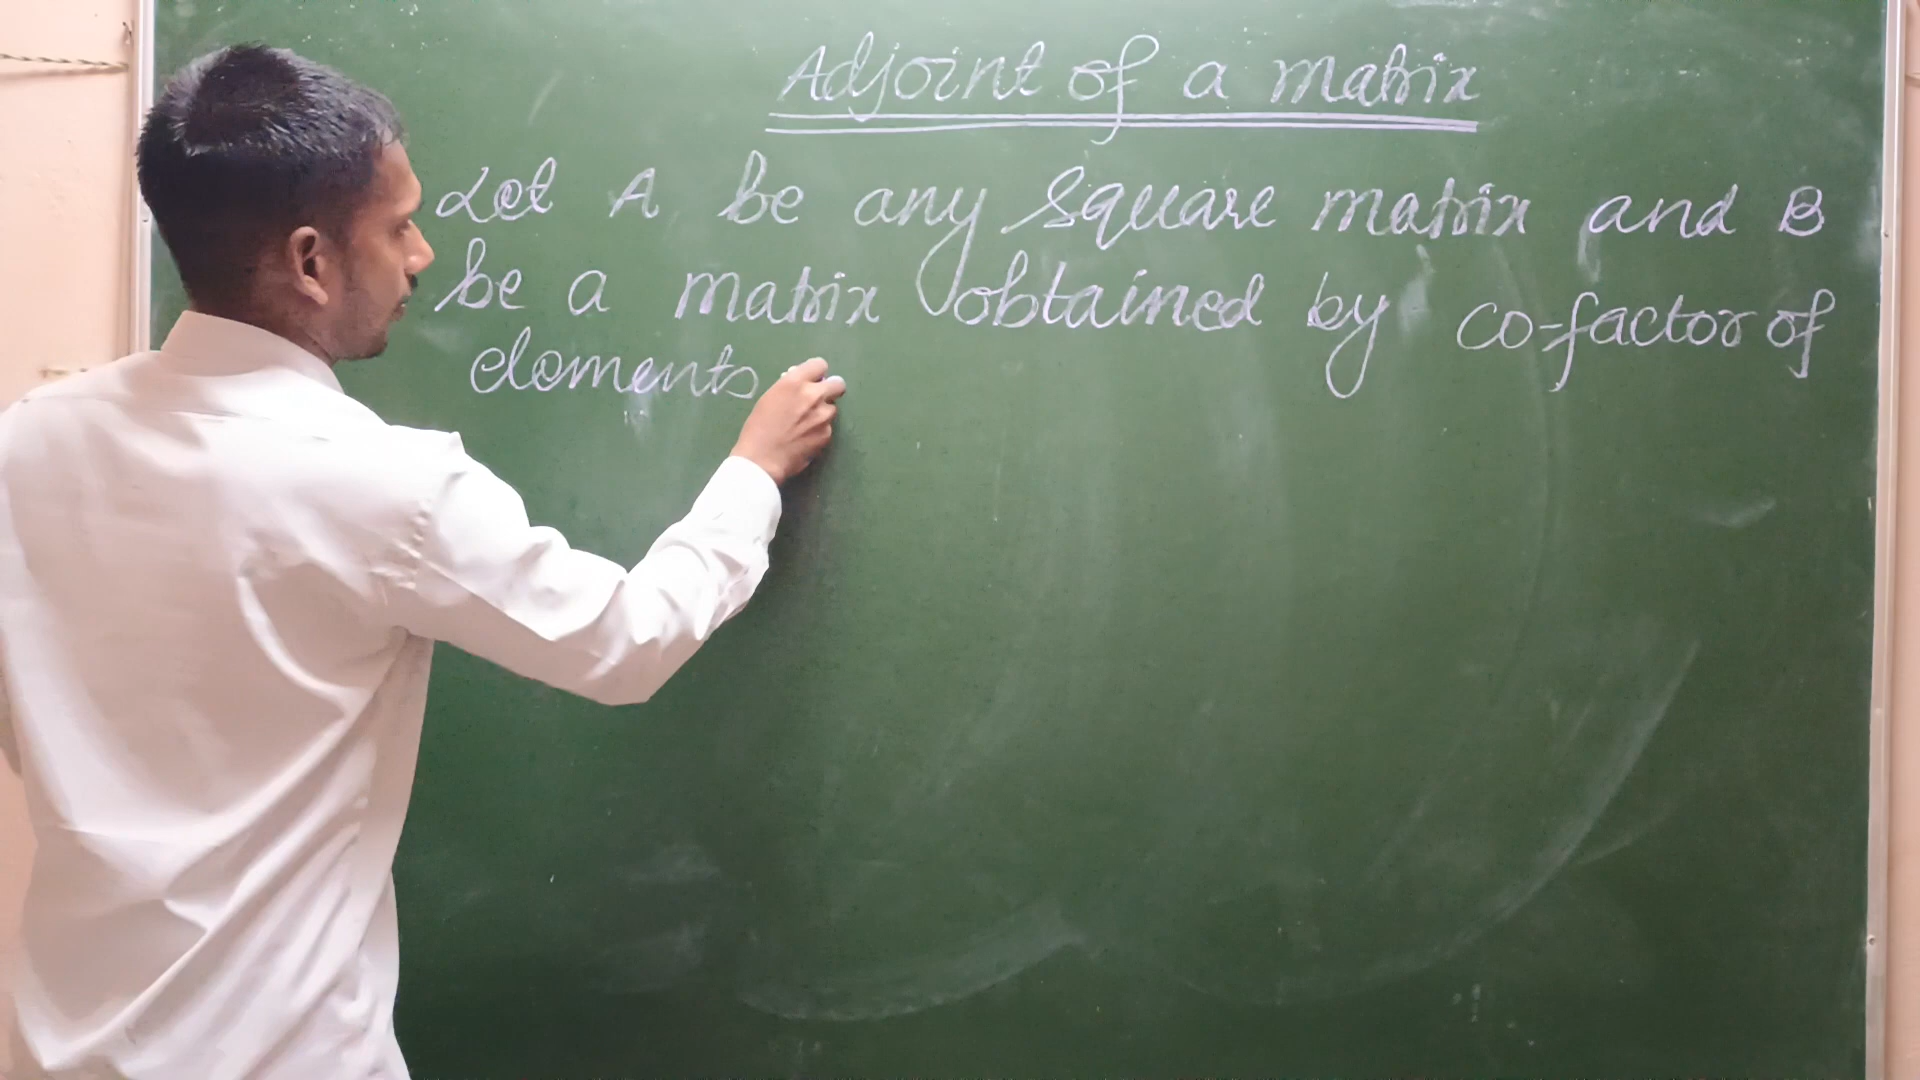 Adjoint of a matrix
Let A be any square matrix and B
be a matrix obtained by co-factor of
elements